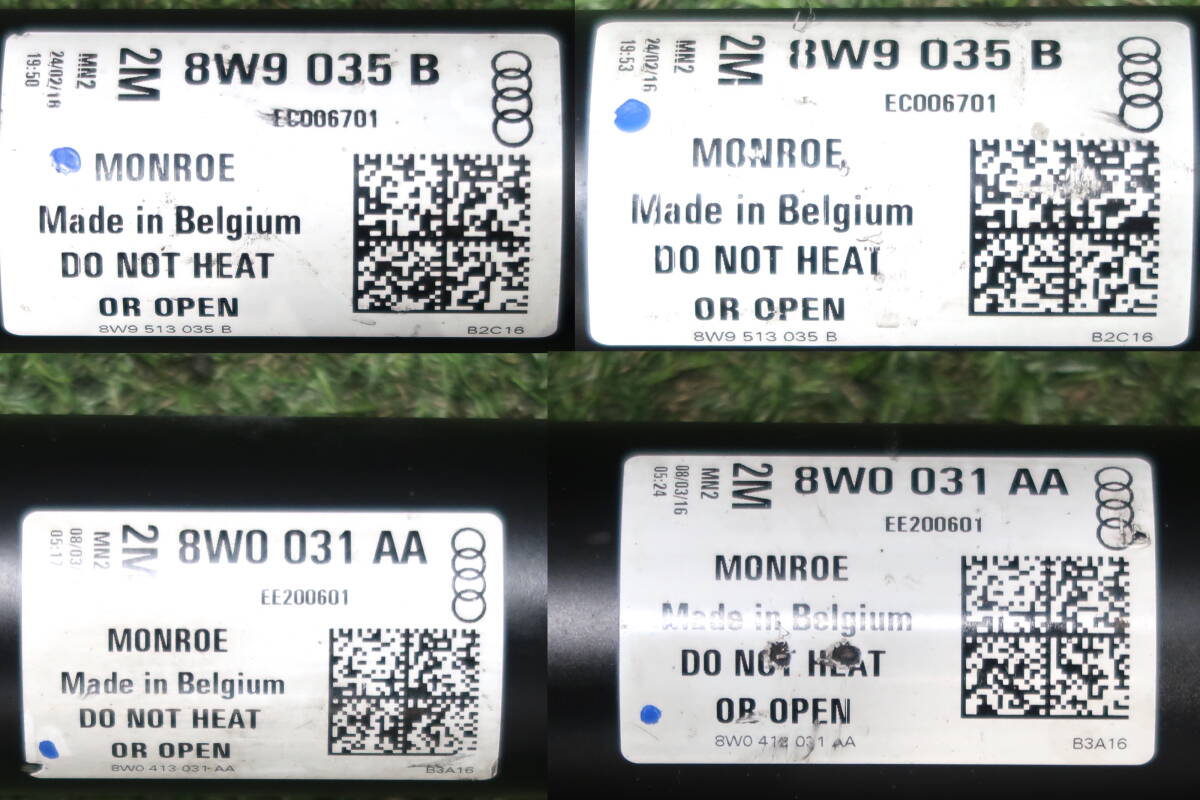 2M 8W9 035 B
MN2
24/02/16
19:50
EC006701
MONROE
Made in Belgium
DO NOT HEAT
OR OPEN
8W9 513 035 B B2C16
2M 8W9 035 B
MN2
24/02/16
19:53
EC006701
MONROE
Made in Belgium
DO NOT HEAT
OR OPEN
8W9 513 035 B B2C16
2M 8W0 031 AA
MN2
08/03/
05:17
EE200601
MONROE
Made in Belgium
DO NOT HEAT
OR OPEN
8W0 413 031 AA B3A16
2M 8W0 031 AA
MN2
08/03/16
05:24
EE200601
MONROE
Made in Belgium
DO NOT HEAT
OR OPEN
8W0 413 031 AA B3A16